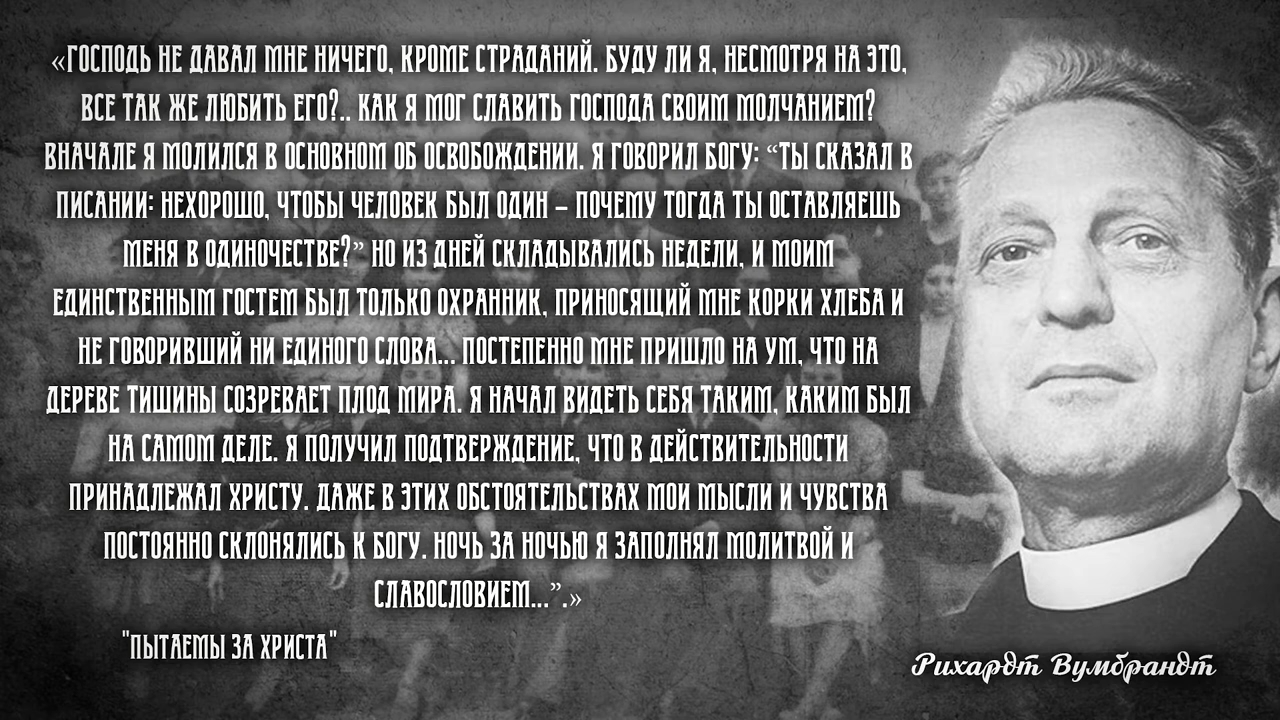 «ГОСПОДЬ НЕ ДАВАЛ МНЕ НИЧЕГО, КРОМЕ СТРАДАНИЙ. БУДУ ЛИ Я, НЕСМОТРЯ НА ЭТО,
ВСЕ ТАК ЖЕ ЛЮБИТЬ ЕГО?.. КАК Я МОГ СЛАВИТЬ ГОСПОДА СВОИМ МОЛЧАНИЕМ?
ВНАЧАЛЕ Я МОЛИЛСЯ В ОСНОВНОМ ОБ ОСВОБОЖДЕНИИ. Я ГОВОРИЛ БОГУ: “ТЫ СКАЗАЛ В
ПИСАНИИ: НЕХОРОШО, ЧТОБЫ ЧЕЛОВЕК БЫЛ ОДИН – ПОЧЕМУ ТОГДА ТЫ ОСТАВЛЯЕШЬ
МЕНЯ В ОДИНОЧЕСТВЕ?” НО ИЗ ДНЕЙ СКЛАДЫВАЛИСЬ НЕДЕЛИ, И МОИМ
ЕДИНСТВЕННЫМ ГОСТЕМ БЫЛ ТОЛЬКО ОХРАННИК, ПРИНОСЯЩИЙ МНЕ КОРКИ ХЛЕБА И
НЕ ГОВОРИВШИЙ НИ ЕДИНОГО СЛОВА... ПОСТЕПЕННО МНЕ ПРИШЛО НА УМ, ЧТО НА
ДЕРЕВЕ ТИШИНЫ СОЗРЕВАЕТ ПЛОД МИРА. Я НАЧАЛ ВИДЕТЬ СЕБЯ ТАКИМ, КАКИМ БЫЛ
НА САМОМ ДЕЛЕ. Я ПОЛУЧИЛ ПОДТВЕРЖДЕНИЕ, ЧТО В ДЕЙСТВИТЕЛЬНОСТИ
ПРИНАДЛЕЖАЛ ХРИСТУ. ДАЖЕ В ЭТИХ ОБСТОЯТЕЛЬСТВАХ МОИ МЫСЛИ И ЧУВСТВА
ПОСТОЯННО СКЛОНЯЛИСЬ К БОГУ. НОЧЬ ЗА НОЧЬЮ Я ЗАПОЛНЯЛ МОЛИТВОЙ И
СЛАВОСЛОВИЕМ...”.»
"ПЫТАЕМЫ ЗА ХРИСТА"
Рихардт Вумбрандт